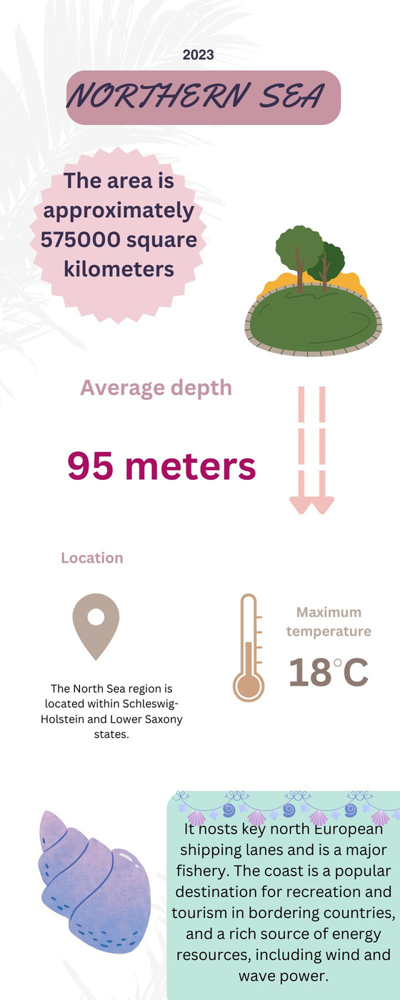 2023
NORTHERN SEA
The area is
approximately
575000 square
kilometers
Average depth
95 meters
Location
The North Sea region is
located within Schleswig-
Holstein and Lower Saxony
states.
Maximum
temperature
18°C
It hosts key north European
shipping lanes and is a major
fishery. The coast is a popular
destination for recreation and
tourism in bordering countries,
and a rich source of energy
resources, including wind and
wave power.